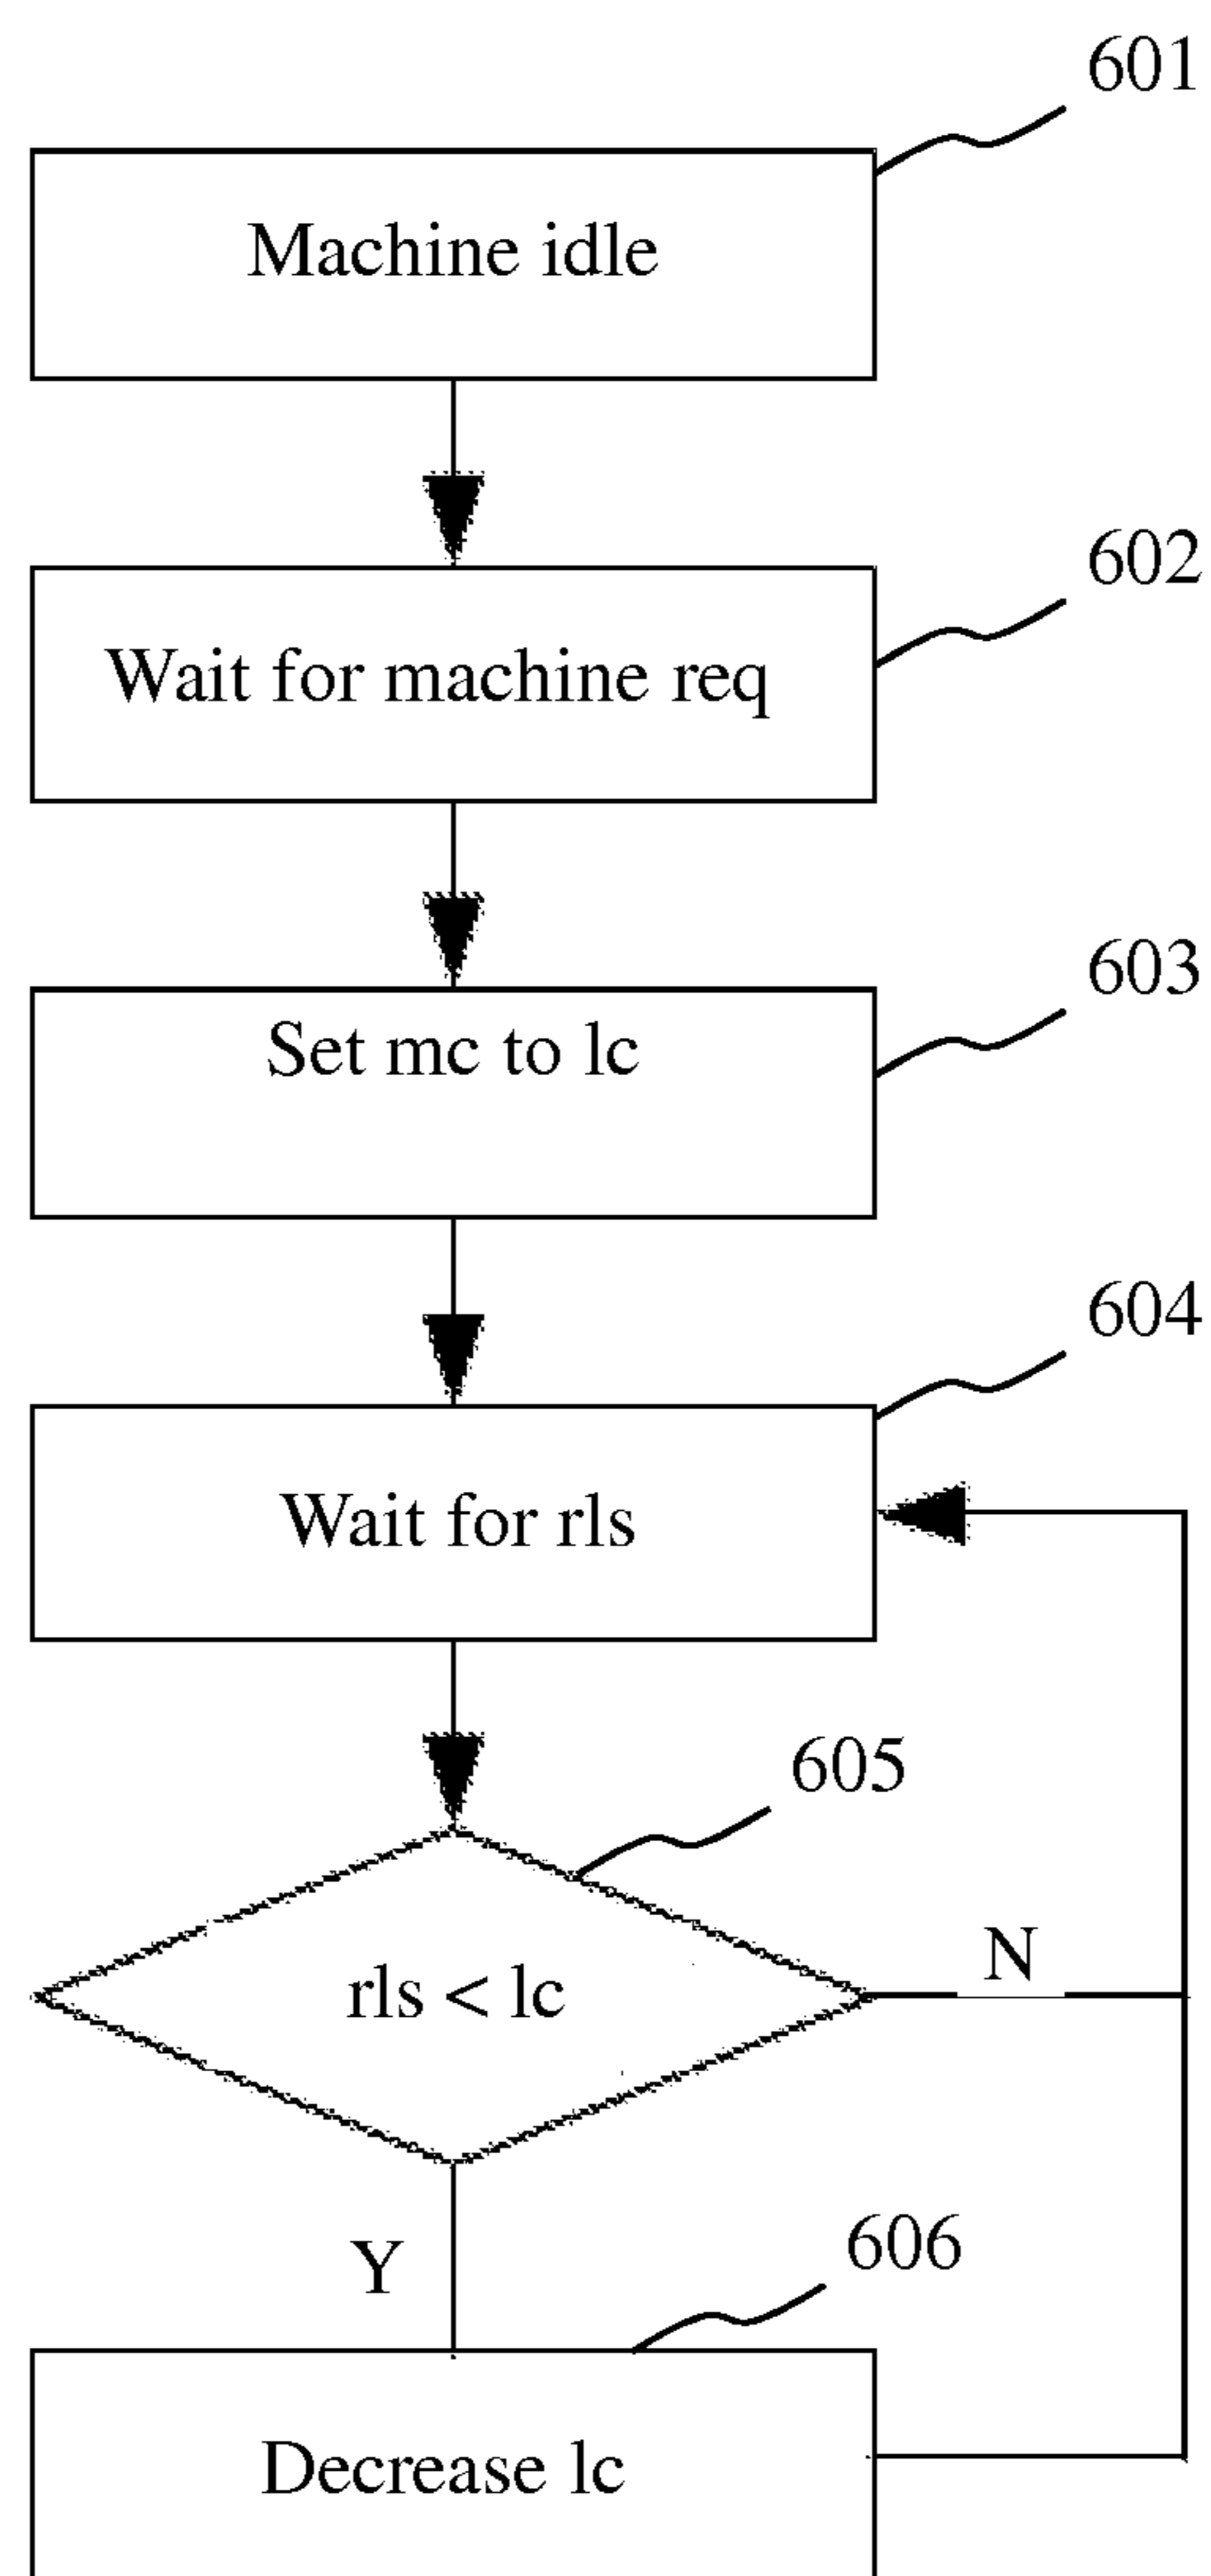 601
Machine idle
602
Wait for machine req
603
Set mc to lc
604
Wait for rls
605
rls < lc
N
Y
606
Decrease lc